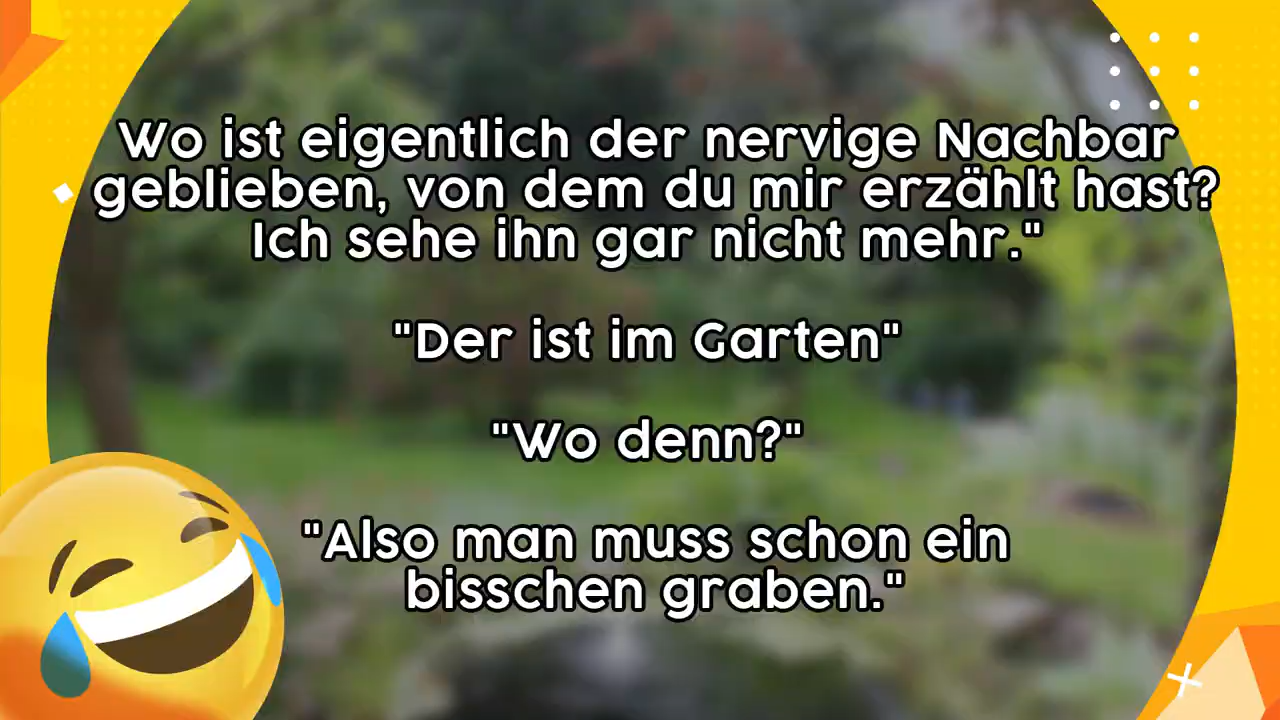 Wo ist eigentlich der nervige Nachbar
geblieben, von dem du mir erzählt hast?
Ich sehe ihn gar nicht mehr."
"Der ist im Garten"
"Wo denn?"
"Also man muss schon ein
bisschen graben."